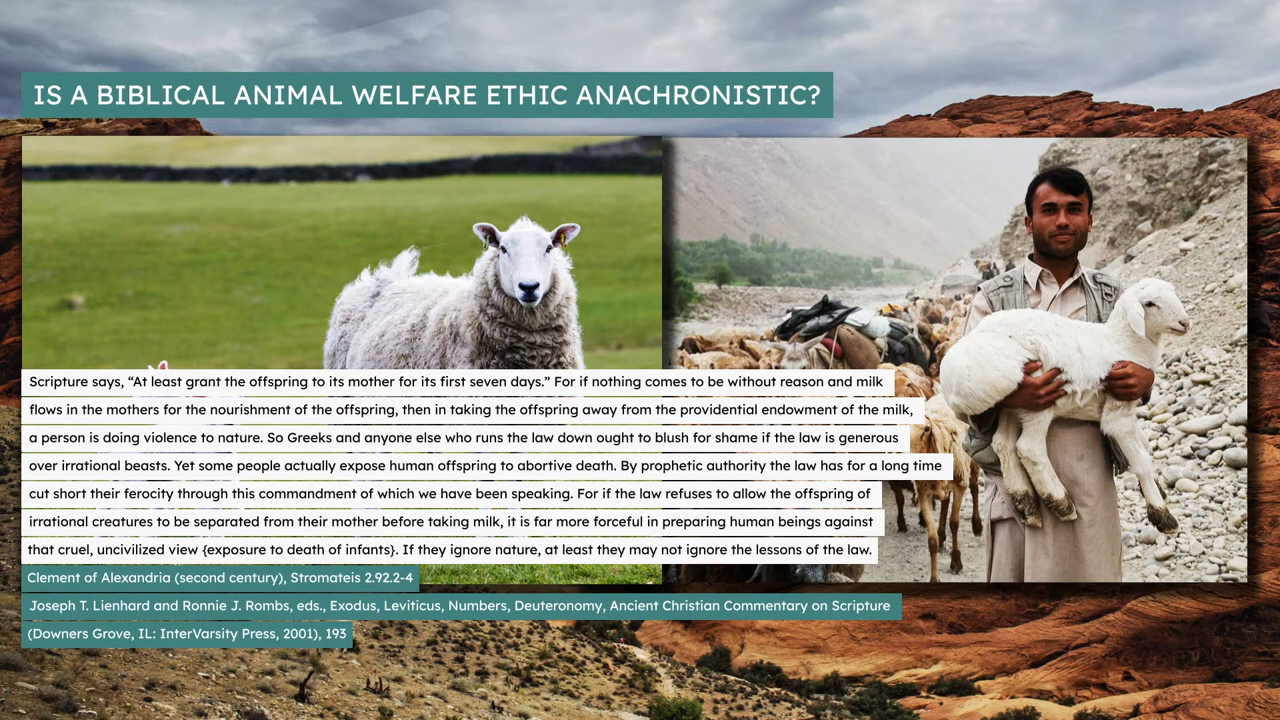 IS A BIBLICAL ANIMAL WELFARE ETHIC ANACHRONISTIC?
Scripture says, “At least grant the offspring to its mother for its first seven days.” For if nothing comes to be without reason and milk
flows in the mothers for the nourishment of the offspring, then in taking the offspring away from the providential endowment of the milk,
a person is doing violence to nature. So Greeks and anyone else who runs the law down ought to blush for shame if the law is generous
over irrational beasts. Yet some people actually expose human offspring to abortive death. By prophetic authority the law has for a long time
cut short their ferocity through this commandment of which we have been speaking. For if the law refuses to allow the offspring of
irrational creatures to be separated from their mother before taking milk, it is far more forceful in preparing human beings against
that cruel, uncivilized view {exposure to death of infants}. If they ignore nature, at least they may not ignore the lessons of the law.
Clement of Alexandria (second century), Stromateis 2.92.2-4
Joseph T. Lienhard and Ronnie J. Rombs, eds., Exodus, Leviticus, Numbers, Deuteronomy, Ancient Christian Commentary on Scripture
(Downers Grove, IL: InterVarsity Press, 2001), 193